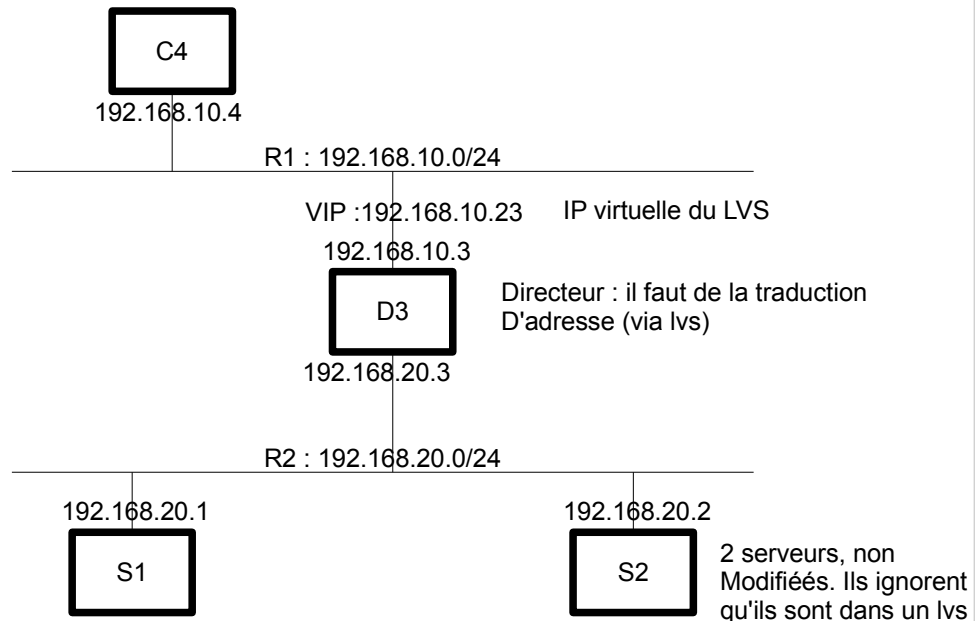 C4
192.168.10.4
R1 : 192.168.10.0/24
VIP :192.168.10.23
IP virtuelle du LVS
192.168.10.3
D3
Directeur : il faut de la traduction
D'adresse (via lvs)
192.168.20.3
R2 : 192.168.20.0/24
192.168.20.1
192.168.20.2
S1
S2
2 serveurs, non
Modifiéés. Ils ignorent
qu'ils sont dans un lvs